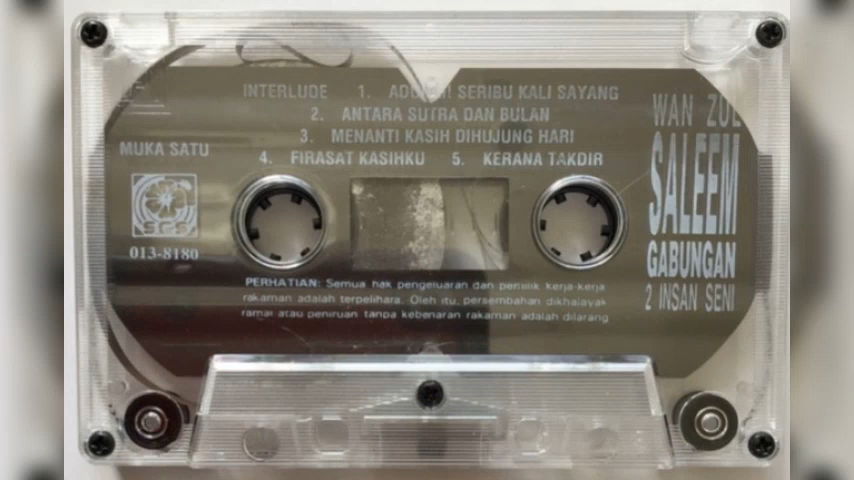 INTERLUDE 1. ADUHAI! SERIBU KALI SAYANG
2. ANTARA SUTRA DAN BULAN
3. MENANTI KASIH DIHUJUNG HARI
4. FIRASAT KASIHKU 5. KERANA TAKDIR
MUKA SATU
SGS
013-8180
WAN ZUL
SALEEM
GABUNGAN
2 INSAN SENI
PERHATIAN: Semua hak pengeluaran dan pemilik kerja-kerja
rakaman adalah terpelihara. Oleh itu, persembahan dikhalayak
ramai atau peniruan tanpa kebenaran rakaman adalah dilarang